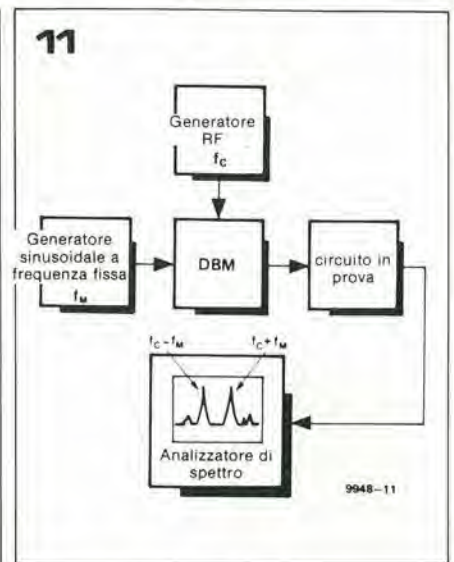 11
Generatore
RF
fC
Generatore
sinusoidale a
frequenza fissa
fM
DBM
circuito in
prova
fC−fM
fC+fM
Analizzatore di
spettro
9948-11